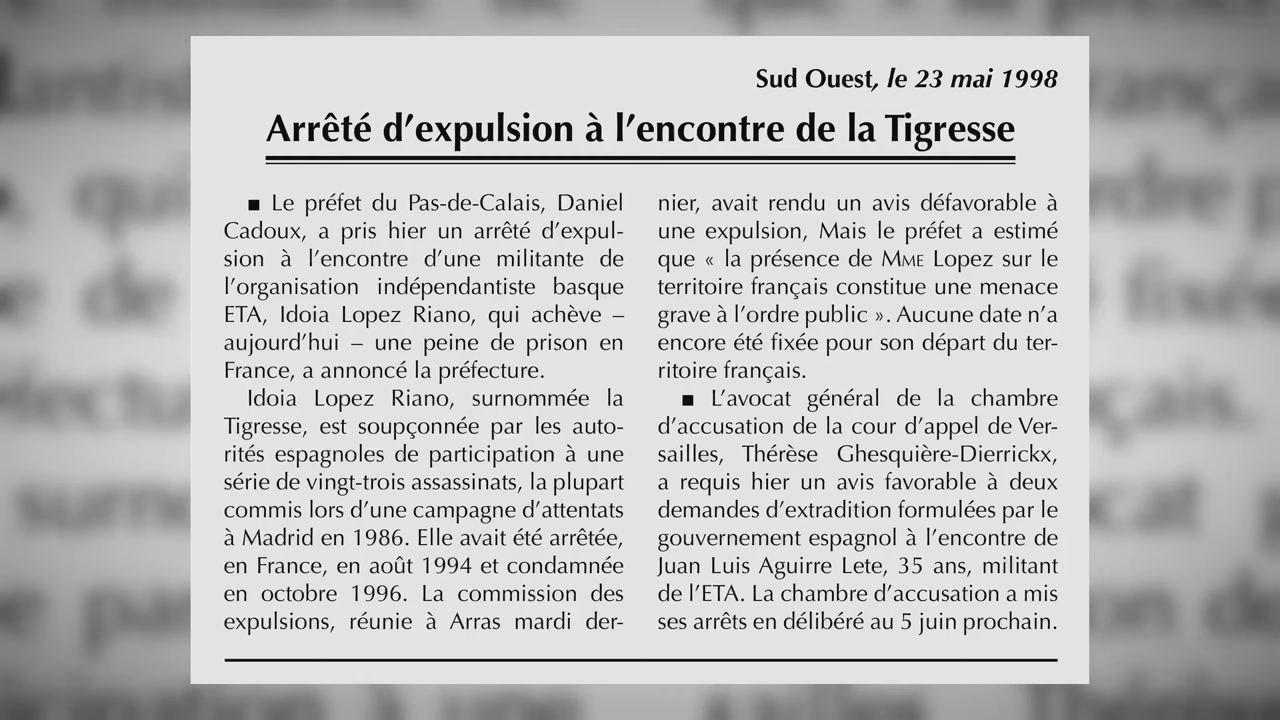 Sud Ouest, le 23 mai 1998
Arrêté d’expulsion à l’encontre de la Tigresse
■ Le préfet du Pas-de-Calais, Daniel
Cadoux, a pris hier un arrêté d’expul-
sion à l’encontre d’une militante de
l’organisation indépendantiste basque
ETA, Idoia Lopez Riano, qui achève –
aujourd’hui – une peine de prison en
France, a annoncé la préfecture.
Idoia Lopez Riano, surnommée la
Tigresse, est soupçonnée par les auto-
rités espagnoles de participation à une
série de vingt-trois assassinats, la plupart
commis lors d’une campagne d’attentats
à Madrid en 1986. Elle avait été arrêtée,
en France, en août 1994 et condamnée
en octobre 1996. La commission des
expulsions, réunie à Arras mardi der-
nier, avait rendu un avis défavorable à
une expulsion, Mais le préfet a estimé
que « la présence de MME Lopez sur le
territoire français constitue une menace
grave à l’ordre public ». Aucune date n’a
encore été fixée pour son départ du ter-
ritoire français.
■ L’avocat général de la chambre
d’accusation de la cour d’appel de Ver-
sailles, Thérèse Ghesquière-Dierrickx,
a requis hier un avis favorable à deux
demandes d’extradition formulées par le
gouvernement espagnol à l’encontre de
Juan Luis Aguirre Lete, 35 ans, militant
de l’ETA. La chambre d’accusation a mis
ses arrêts en délibéré au 5 juin prochain.